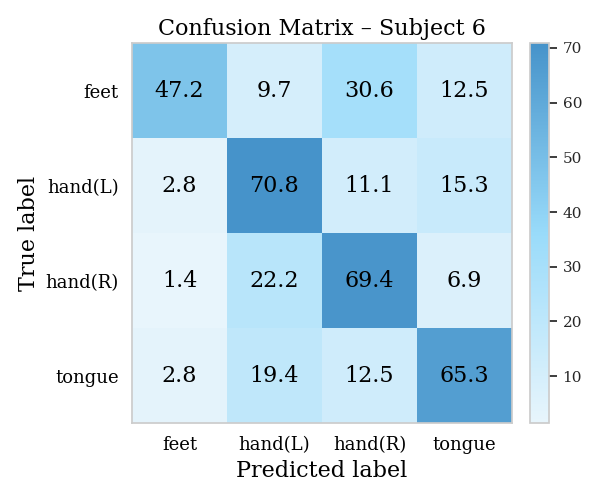 Confusion Matrix – Subject 6
feet 47.2 9.7 30.6 12.5
hand(L) 2.8 70.8 11.1 15.3
hand(R) 1.4 22.2 69.4 6.9
tongue 2.8 19.4 12.5 65.3
feet hand(L) hand(R) tongue
Predicted label
True label
70
60
50
40
30
20
10